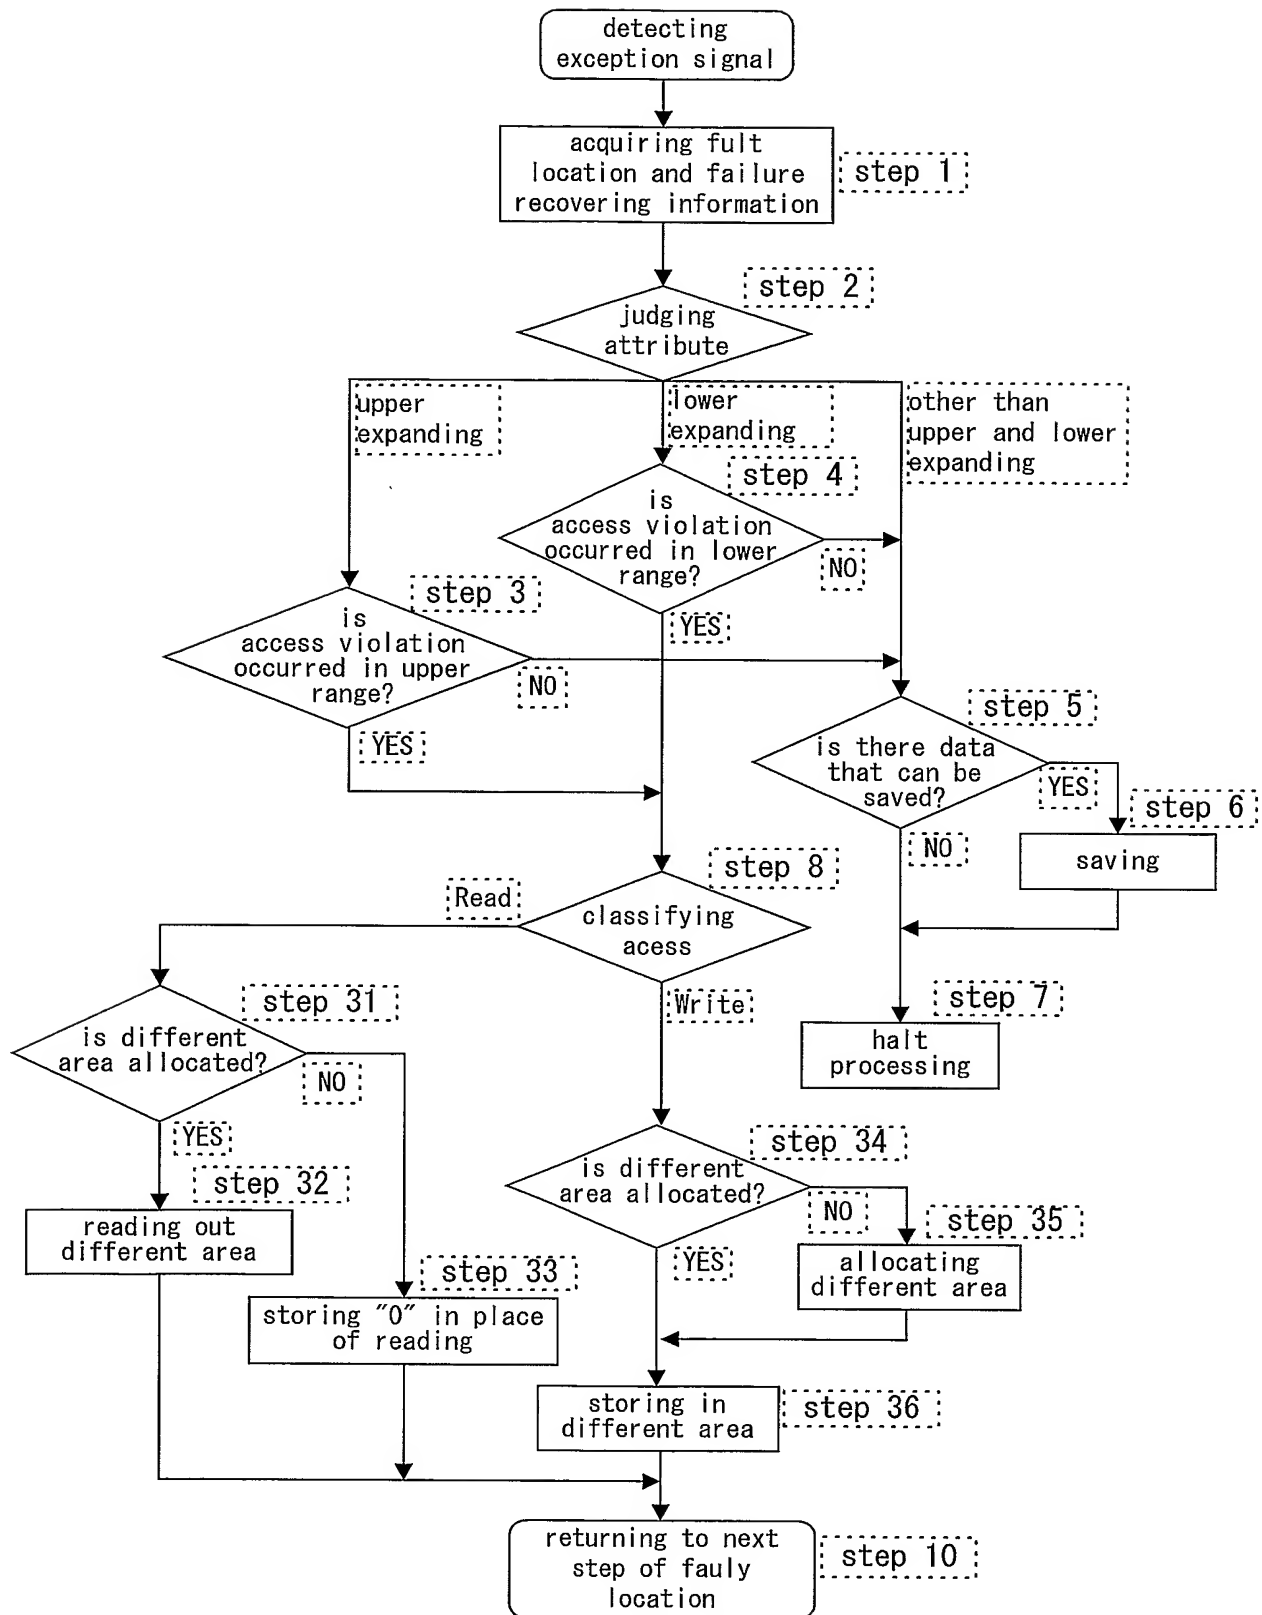 detecting
exception signal
acquiring fult
location and failure
recovering information
step 1
step 2
judging
attribute
upper
expanding
lower
expanding
other than
upper and lower
expanding
step 4
is
access violation
occurred in lower
range?
NO
YES
step 3
is
access violation
occurred in upper
range?
NO
YES
step 5
is there data
that can be
saved?
YES
NO
step 6
saving
step 8
classifying
acess
Read
Write
step 7
halt
processing
step 31
is different
area allocated?
NO
YES
step 32
reading out
different area
step 33
storing "0" in place
of reading
step 34
is different
area allocated?
NO
YES
step 35
allocating
different area
storing in
different area
step 36
returning to next
step of fauly
location
step 10